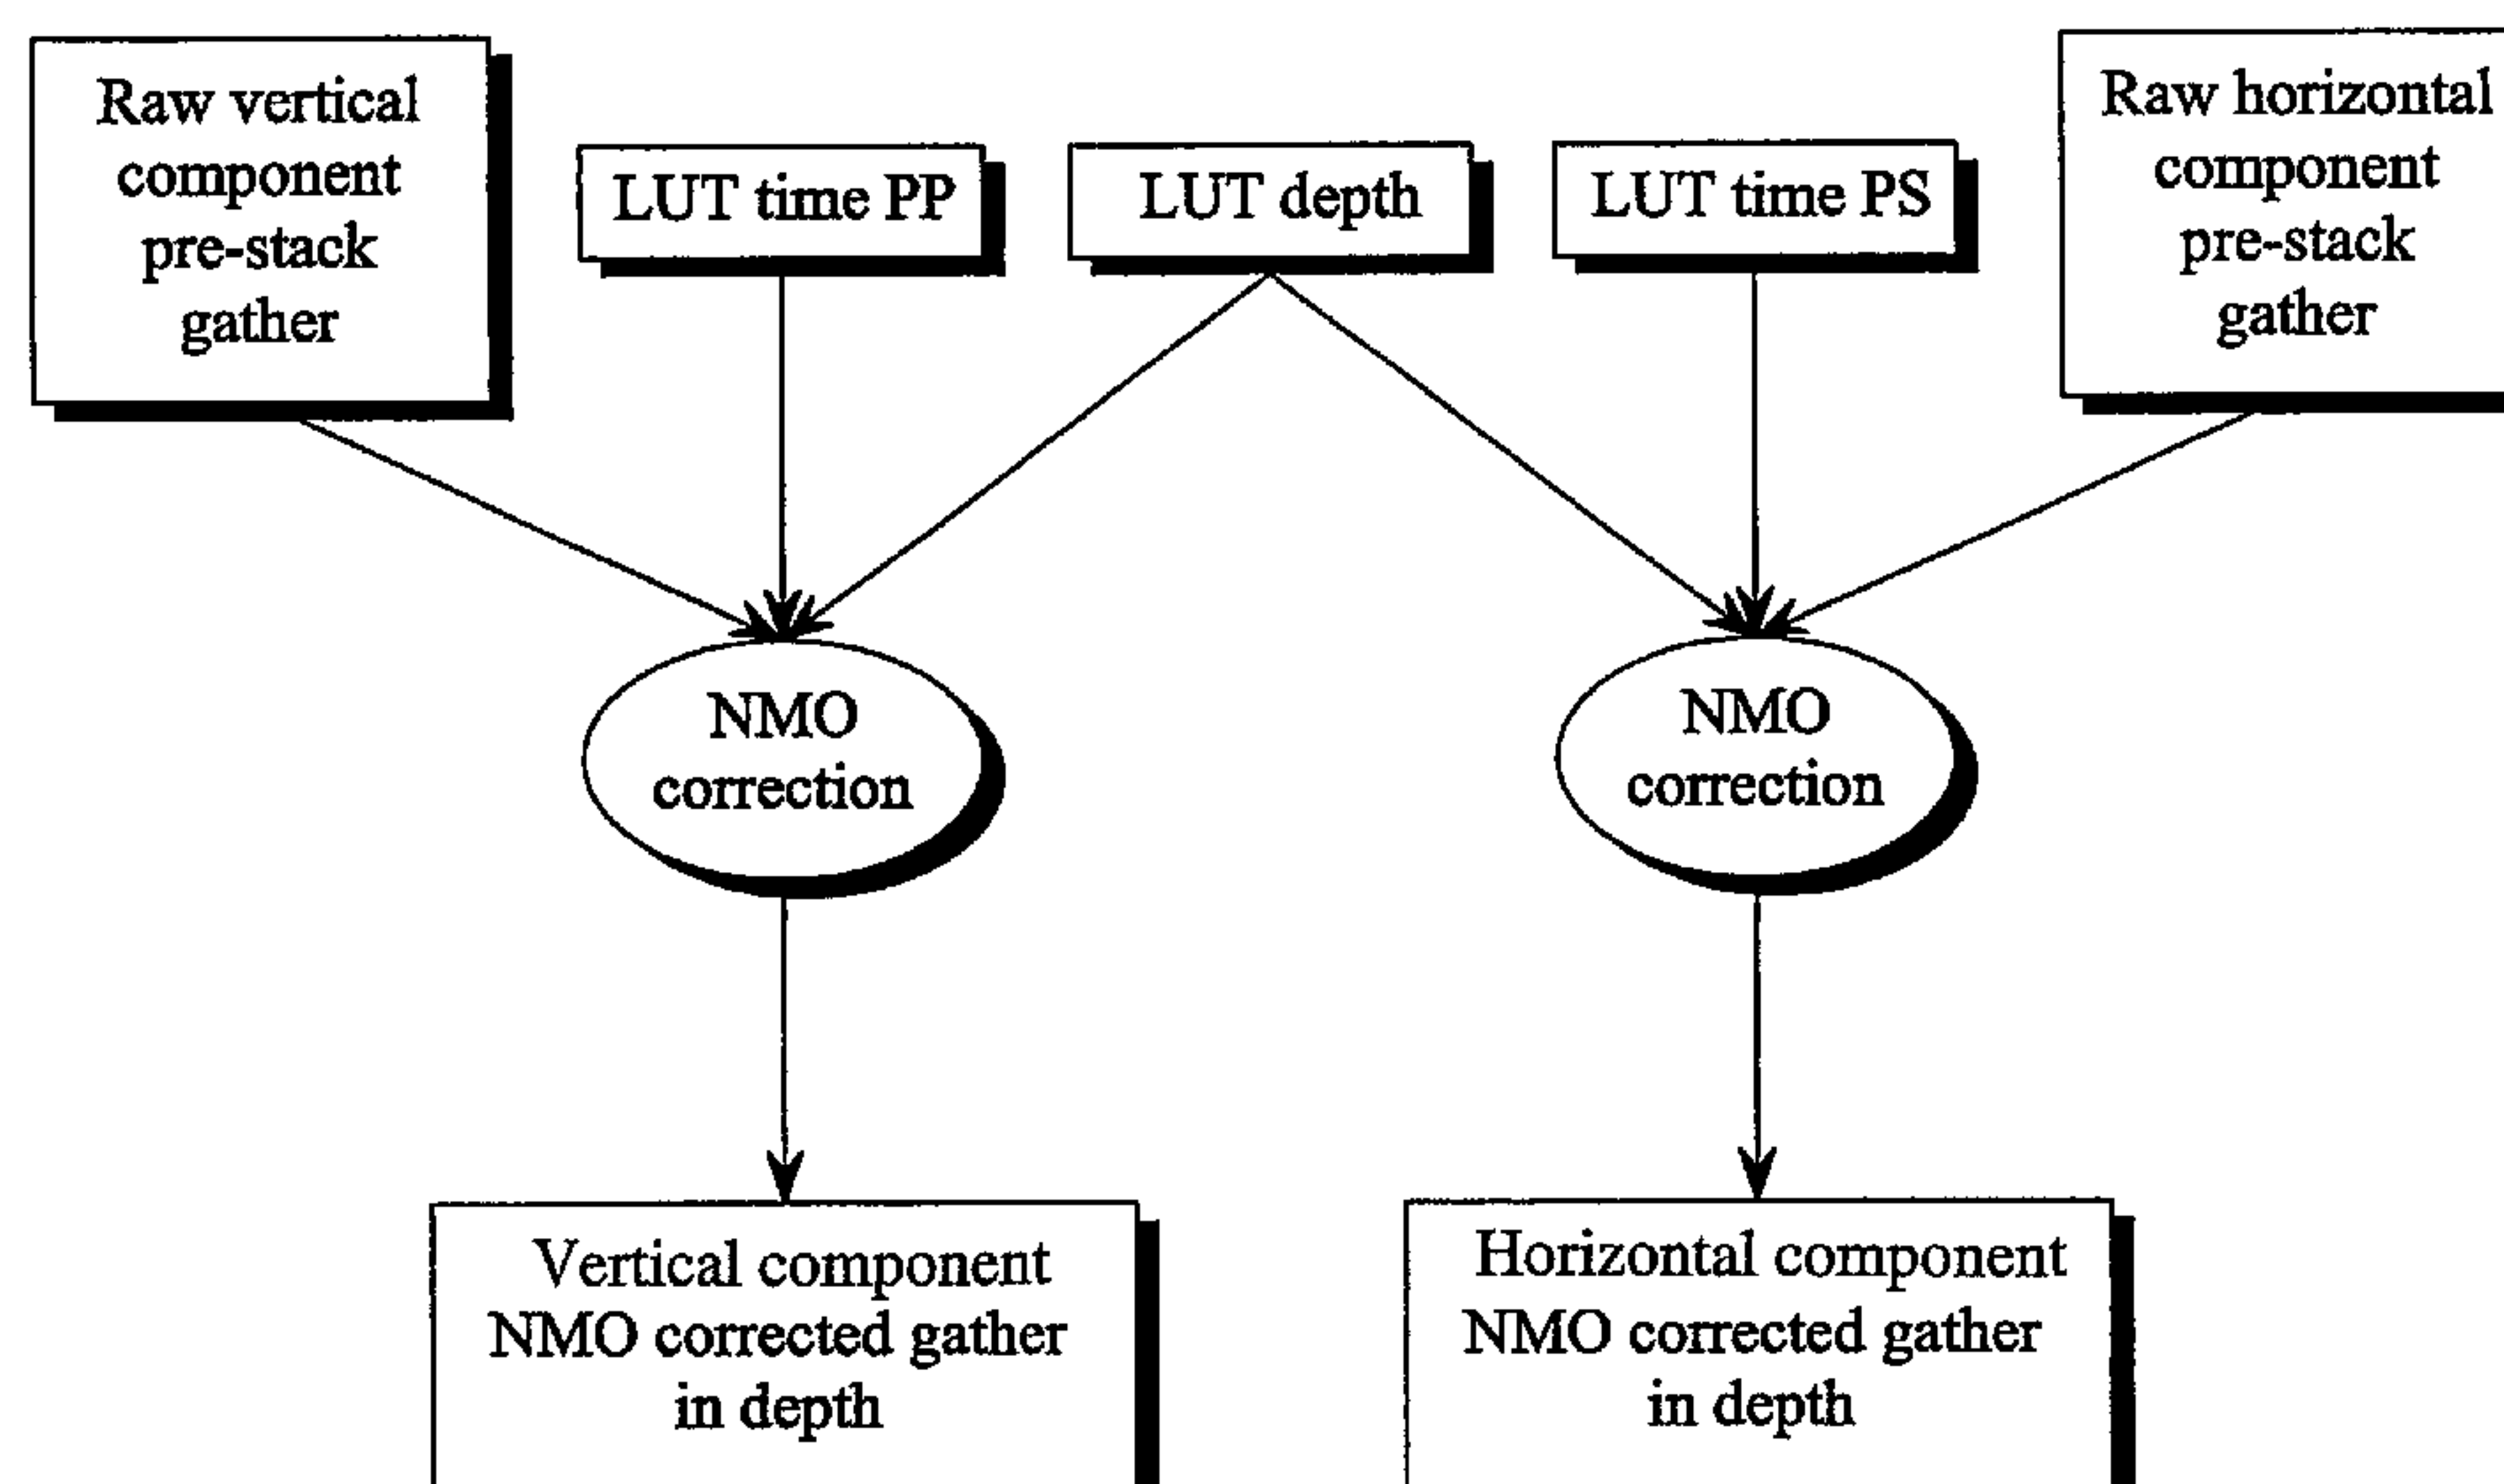 Raw vertical
component
pre-stack
gather
LUT time PP
LUT depth
LUT time PS
Raw horizontal
component
pre-stack
gather
NMO
correction
NMO
correction
Vertical component
NMO corrected gather
in depth
Horizontal component
NMO corrected gather
in depth